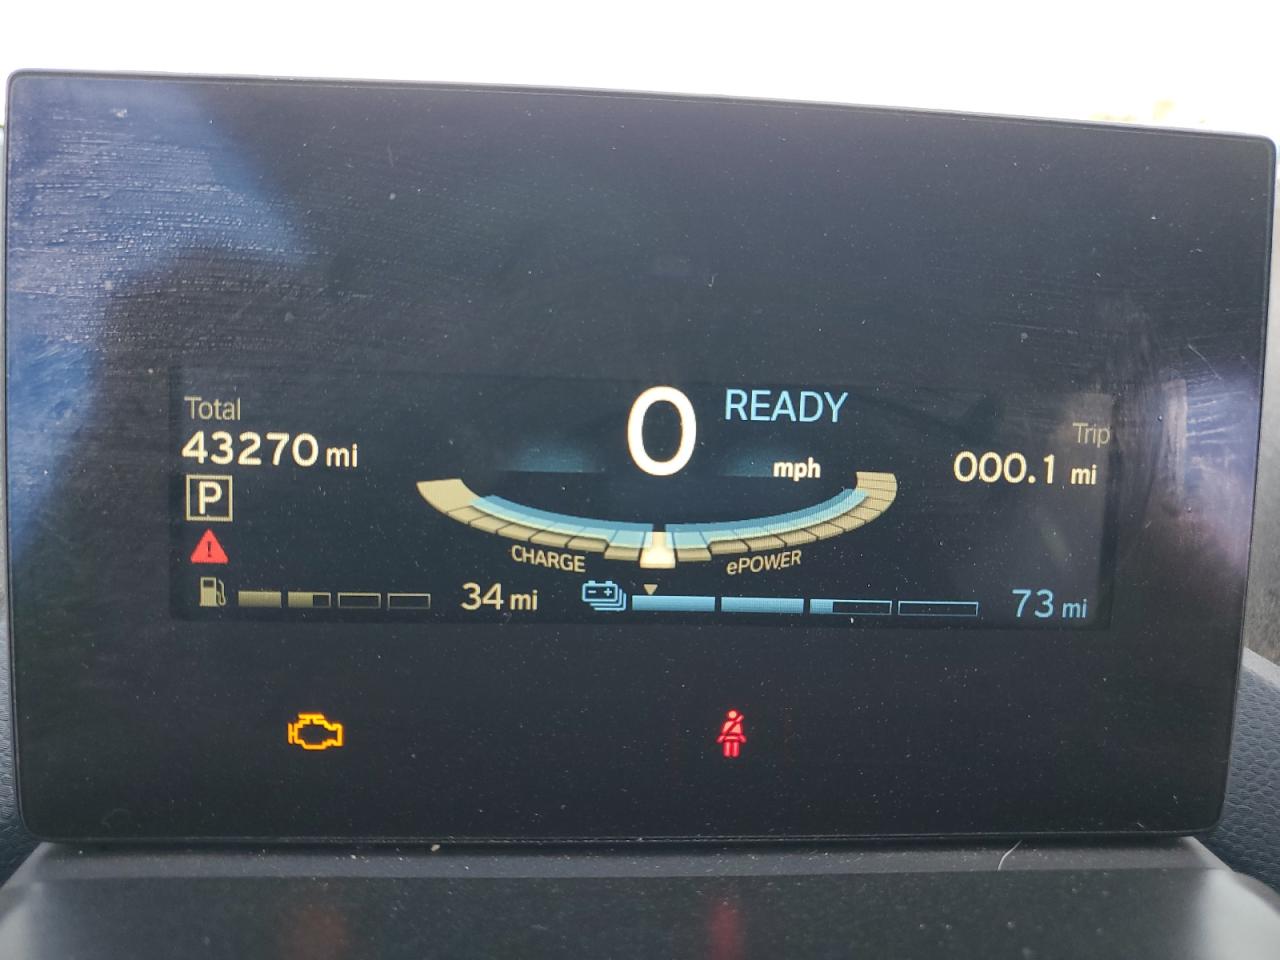 Total
43270 mi
P
0
READY
mph
Trip
000.1 mi
CHARGE
ePOWER
34 mi
73 mi